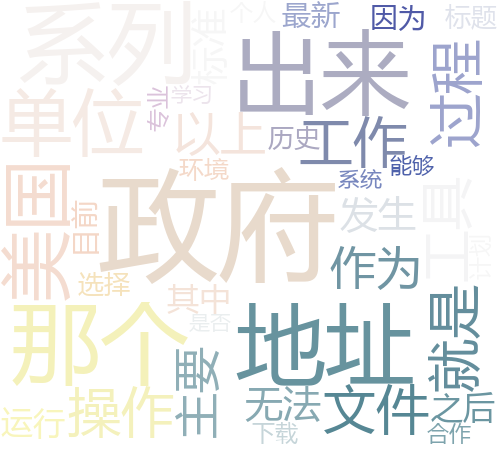 系列
出来
个人
最新
因为
标题
标准
过程
单位
专业
学习
以上
历史
工作
能够
环境
系统
美国
目前
政府
发生
工具
计划
选择
其中
作为
是否
那个
地址
就是
主要
操作
运行
无法
文件
之后
下载
合作